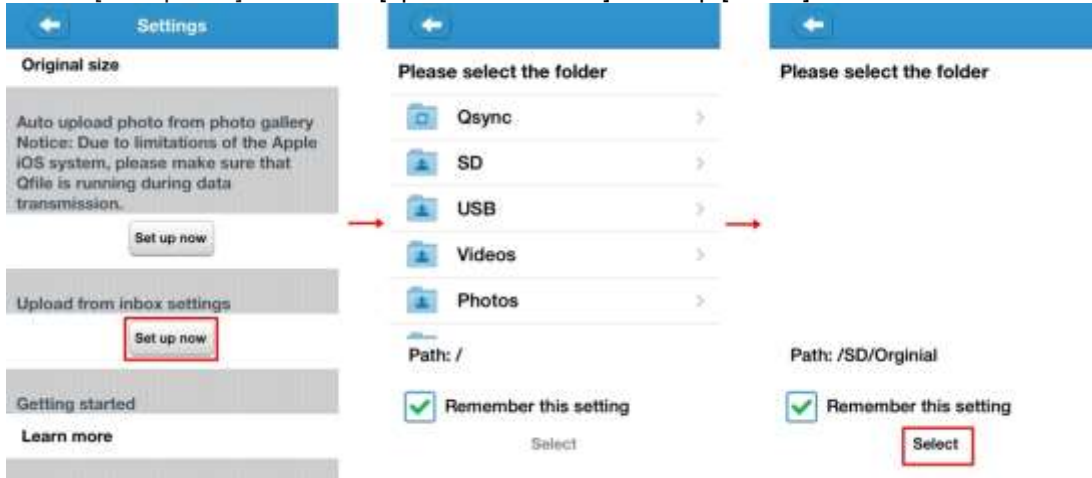 Settings
Original size
Auto upload photo from photo gallery
Notice: Due to limitations of the Apple
iOS system, please make sure that
Qfile is running during data
transmission.
Set up now
Upload from inbox settings
Set up now
Getting started
Learn more
Please select the folder
Qsync
SD
USB
Videos
Photos
Path: /
Remember this setting
Select
Please select the folder
Path: /SD/Orginial
Remember this setting
Select